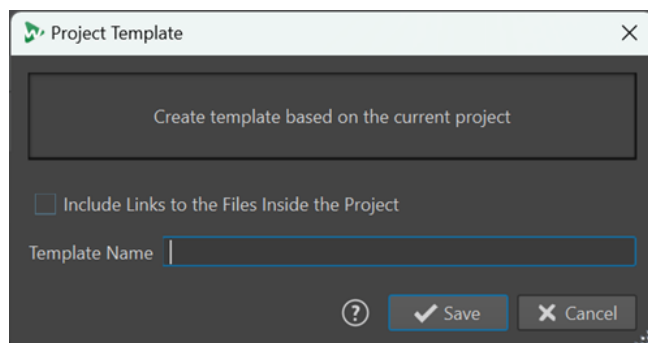 Project Template
Create template based on the current project
Include Links to the Files Inside the Project
Template Name
? Save Cancel